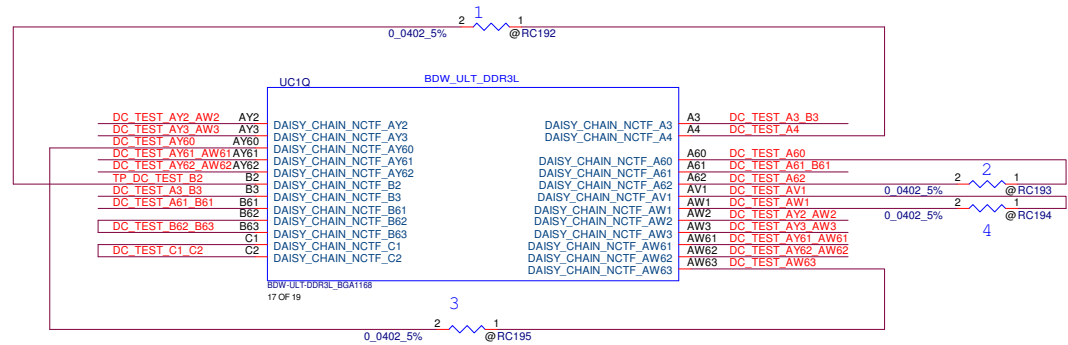 1
2 1
0_0402_5% @RC192
UC1Q BDW_ULT_DDR3L
DC_TEST_AY2_AW2 AY2 DAISY_CHAIN_NCTF_AY2
DC_TEST_AY3_AW3 AY3 DAISY_CHAIN_NCTF_AY3
DC_TEST_AY60 AY60 DAISY_CHAIN_NCTF_AY60
DC_TEST_AY61_AW61 AY61 DAISY_CHAIN_NCTF_AY61
DC_TEST_AY62_AW62 AY62 DAISY_CHAIN_NCTF_AY62
TP_DC_TEST_B2 B2 DAISY_CHAIN_NCTF_B2
DC_TEST_A3_B3 B3 DAISY_CHAIN_NCTF_B3
DC_TEST_A61_B61 B61 DAISY_CHAIN_NCTF_B61
B62 DAISY_CHAIN_NCTF_B62
DC_TEST_B62_B63 B63 DAISY_CHAIN_NCTF_B63
C1 DAISY_CHAIN_NCTF_C1
DC_TEST_C1_C2 C2 DAISY_CHAIN_NCTF_C2
DAISY_CHAIN_NCTF_A3 A3 DC_TEST_A3_B3
DAISY_CHAIN_NCTF_A4 A4 DC_TEST_A4
DAISY_CHAIN_NCTF_A60 A60 DC_TEST_A60
DAISY_CHAIN_NCTF_A61 A61 DC_TEST_A61_B61
DAISY_CHAIN_NCTF_A62 A62 DC_TEST_A62
DAISY_CHAIN_NCTF_AV1 AV1 DC_TEST_AV1
DAISY_CHAIN_NCTF_AW1 AW1 DC_TEST_AW1
DAISY_CHAIN_NCTF_AW2 AW2 DC_TEST_AY2_AW2
DAISY_CHAIN_NCTF_AW3 AW3 DC_TEST_AY3_AW3
DAISY_CHAIN_NCTF_AW61 AW61 DC_TEST_AY61_AW61
DAISY_CHAIN_NCTF_AW62 AW62 DC_TEST_AY62_AW62
DAISY_CHAIN_NCTF_AW63 AW63 DC_TEST_AW63
2
2 1
0_0402_5% @RC193
2 1
0_0402_5% @RC194
4
BDW-ULT-DDR3L_BGA1168
17 OF 19
3
2 1
0_0402_5% @RC195